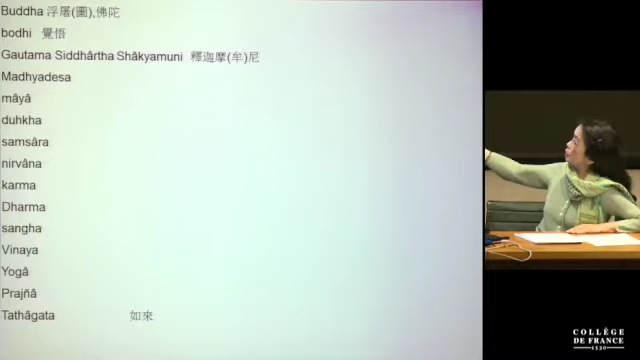 Buddha 浮屠(圖),佛陀
bodhi 覺悟
Gautama Siddhârtha Shâkyamuni 釋迦摩(牟)尼
Madhyadesa
mâyâ
duhkha
samsâra
nirvâna
karma
Dharma
sangha
Vinaya
Yogâ
Prajñâ
Tathâgata 如來
COLLÈGE
DE FRANCE
1530